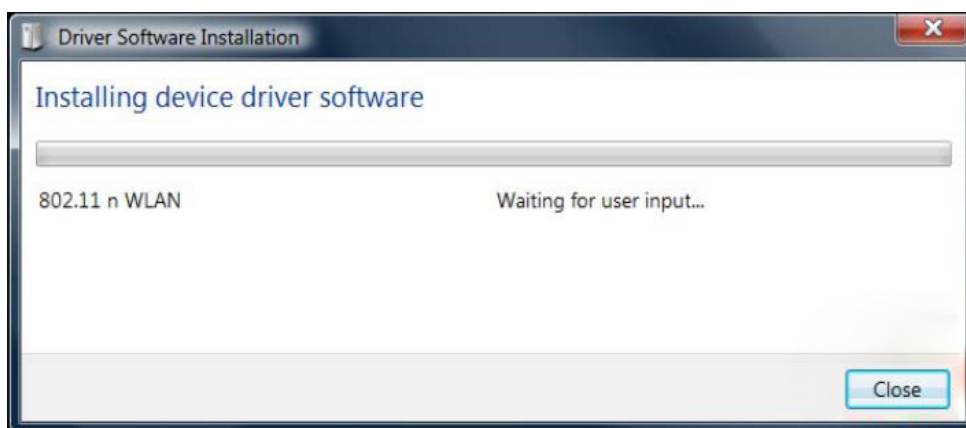 Driver Software Installation
Installing device driver software
802.11 n WLAN Waiting for user input...
Close